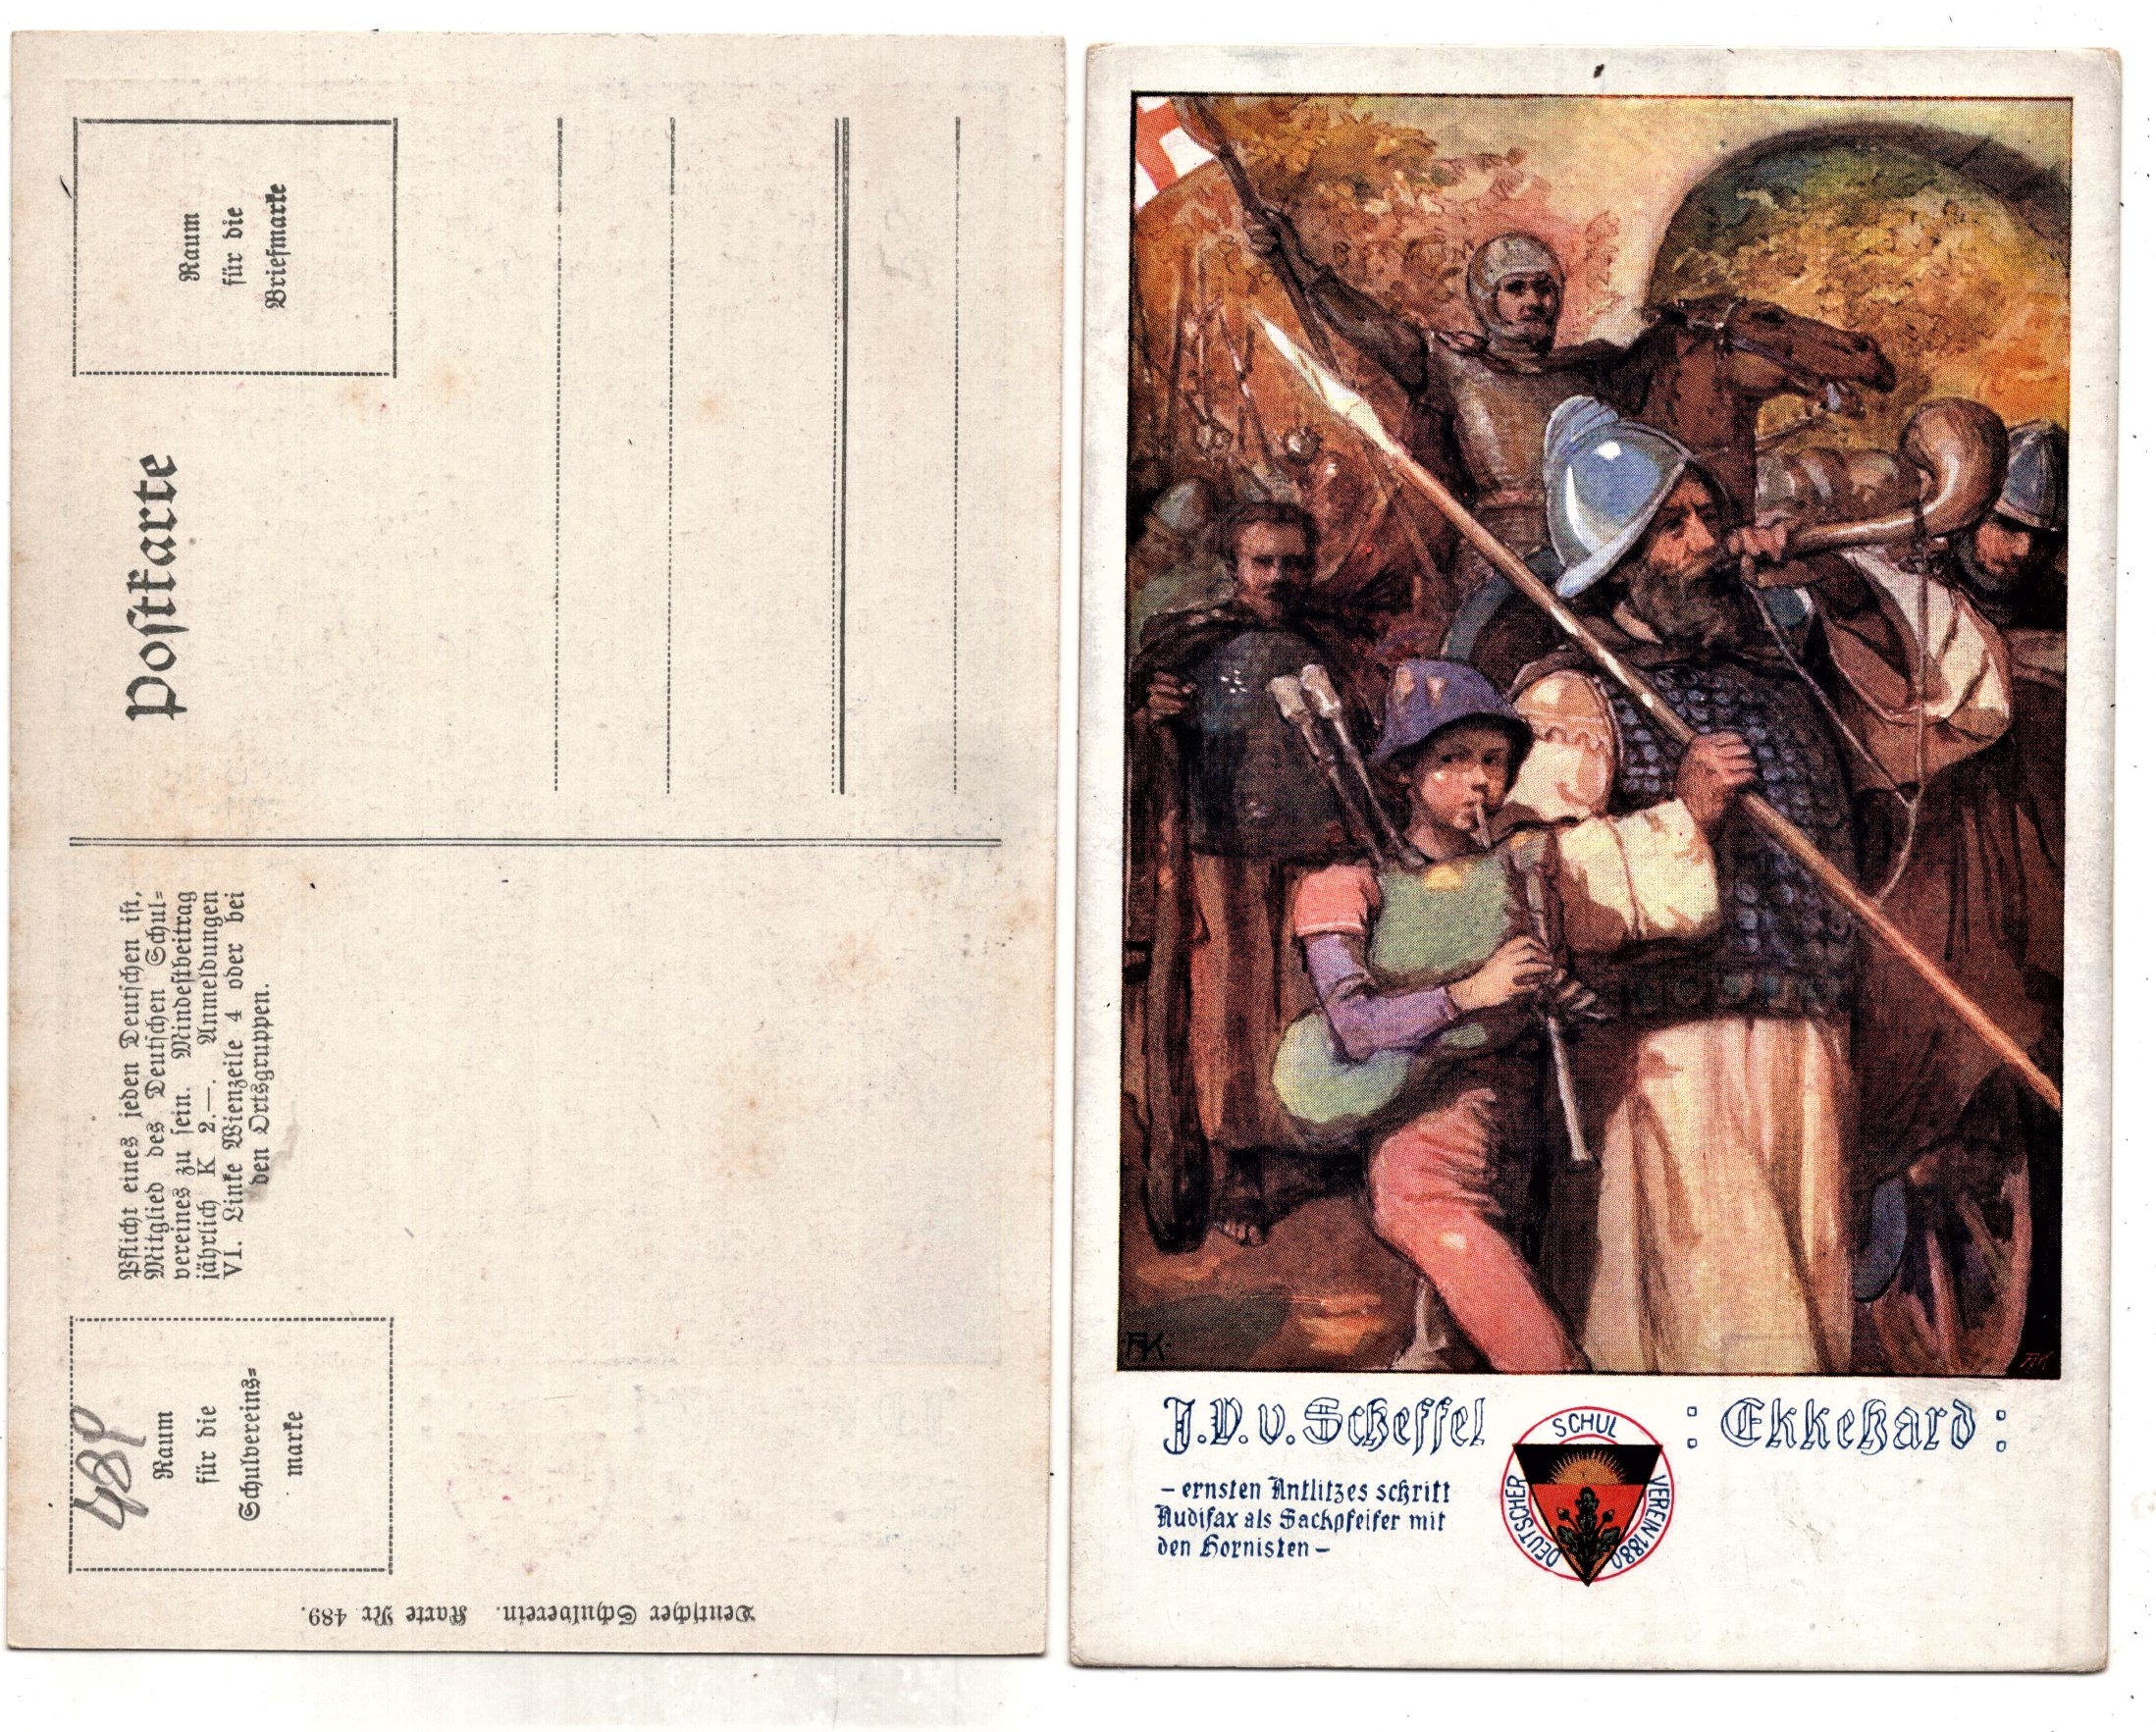 Raum
für die
Briefmarke
Postkarte
Pflicht eines jeden Deutschen ist,
Mitglied des Deutschen Schul-
vereines zu sein. Mindestbeitrag
jährlich K 2.—. Anmeldungen
VI. Linke Wienzeile 4 oder bei
den Ortsgruppen.
489
Raum
für die
Schulvereins-
marke
Deutscher Schulverein. Karte Nr 489.
AK
AK
J.V.v.Scheffel
: Ekkehard :
– ernsten Antlitzes schritt
Audifax als Sackpfeifer mit
den Hornisten –
DEUTSCHER SCHUL VEREIN 1880